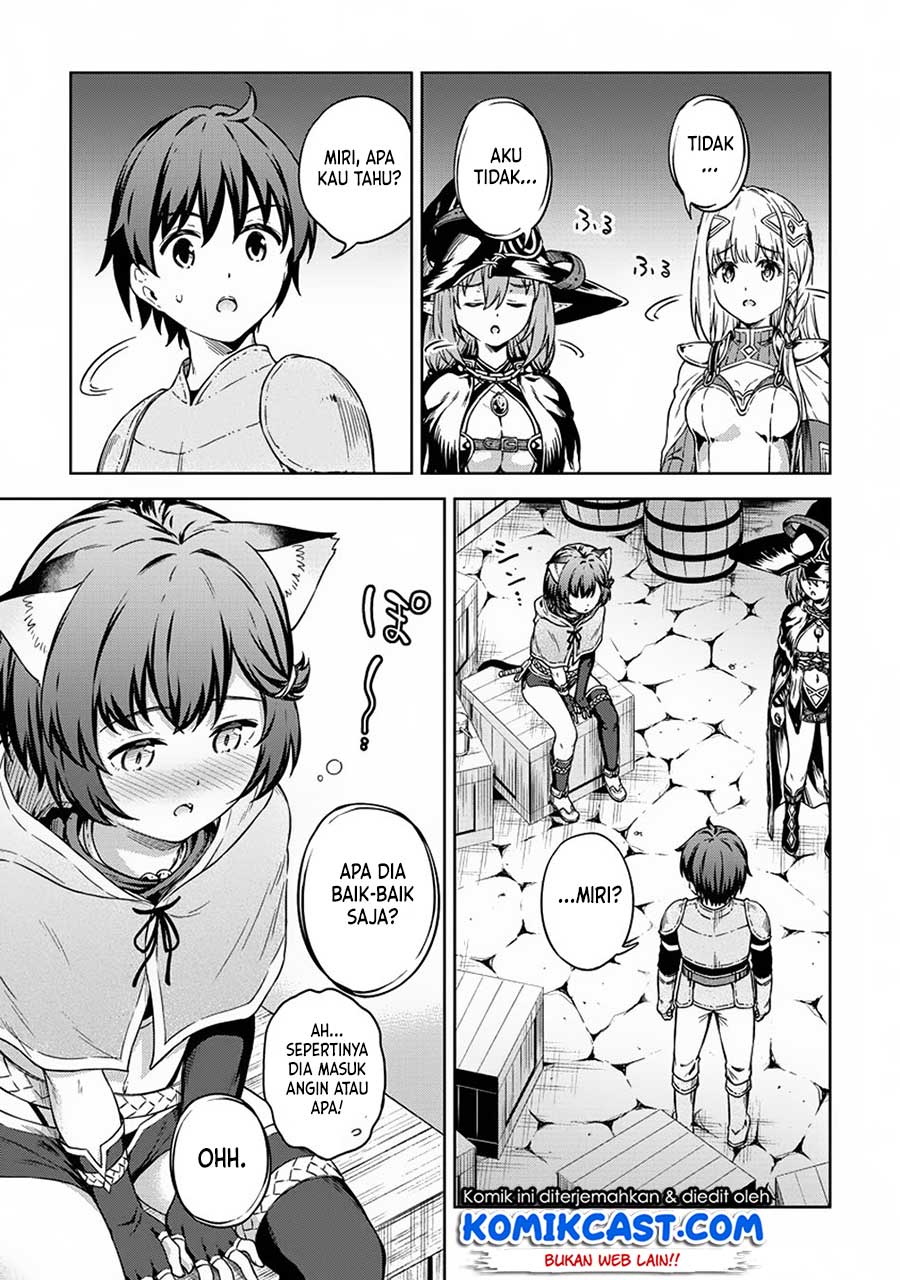 TIDAK
...
AKU
TIDAK...
ふる
ふる
MIRI, APA
KAU TAHU?
...MIRI?
APA DIA
BAIK-BAIK
SAJA?
AH...
SEPERTINYA
DIA MASUK
ANGIN ATAU
APA!
OHH.
Komik ini diterjemahkan & diedit oleh
KOMIKCAST.COM
BUKAN WEB LAIN!!